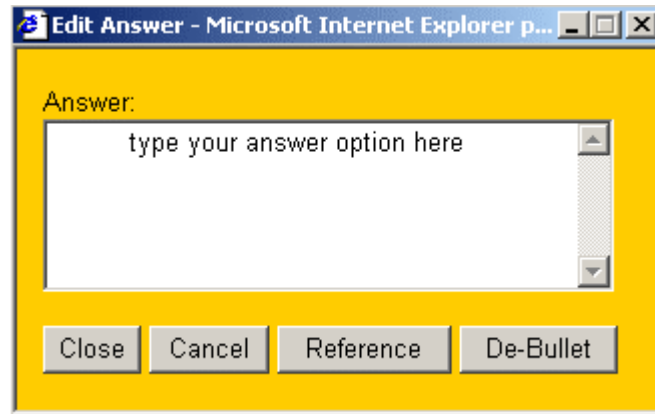 Edit Answer - Microsoft Internet Explorer p...
Answer:
type your answer option here
Close Cancel Reference De-Bullet